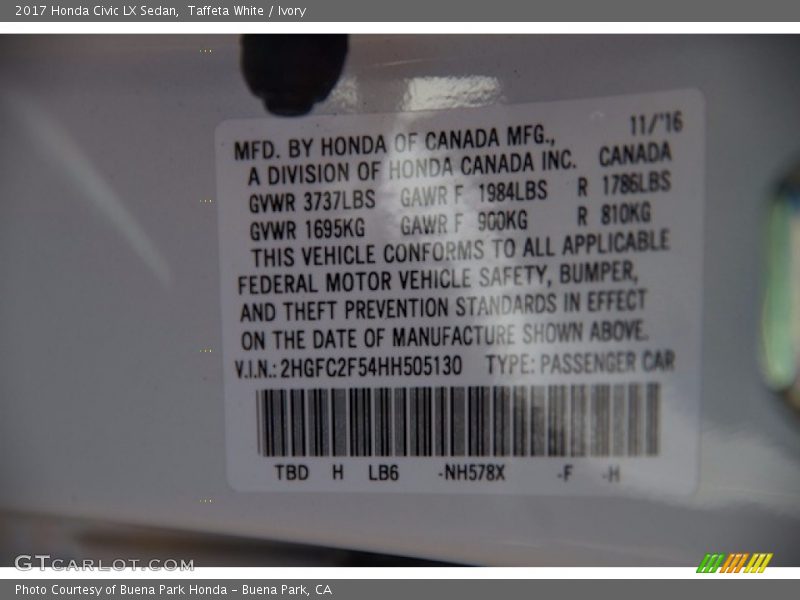 2017 Honda Civic LX Sedan, Taffeta White / Ivory
11/'16
MFD. BY HONDA OF CANADA MFG.,
A DIVISION OF HONDA CANADA INC. CANADA
GVWR 3737LBS GAWR F 1984LBS R 1786LBS
GVWR 1695KG GAWR F 900KG R 810KG
THIS VEHICLE CONFORMS TO ALL APPLICABLE
FEDERAL MOTOR VEHICLE SAFETY, BUMPER,
AND THEFT PREVENTION STANDARDS IN EFFECT
ON THE DATE OF MANUFACTURE SHOWN ABOVE.
V.I.N.: 2HGFC2F54HH505130 TYPE: PASSENGER CAR
TBD H LB6 -NH578X -F -H
GTCARLOT.COM
Photo Courtesy of Buena Park Honda - Buena Park, CA